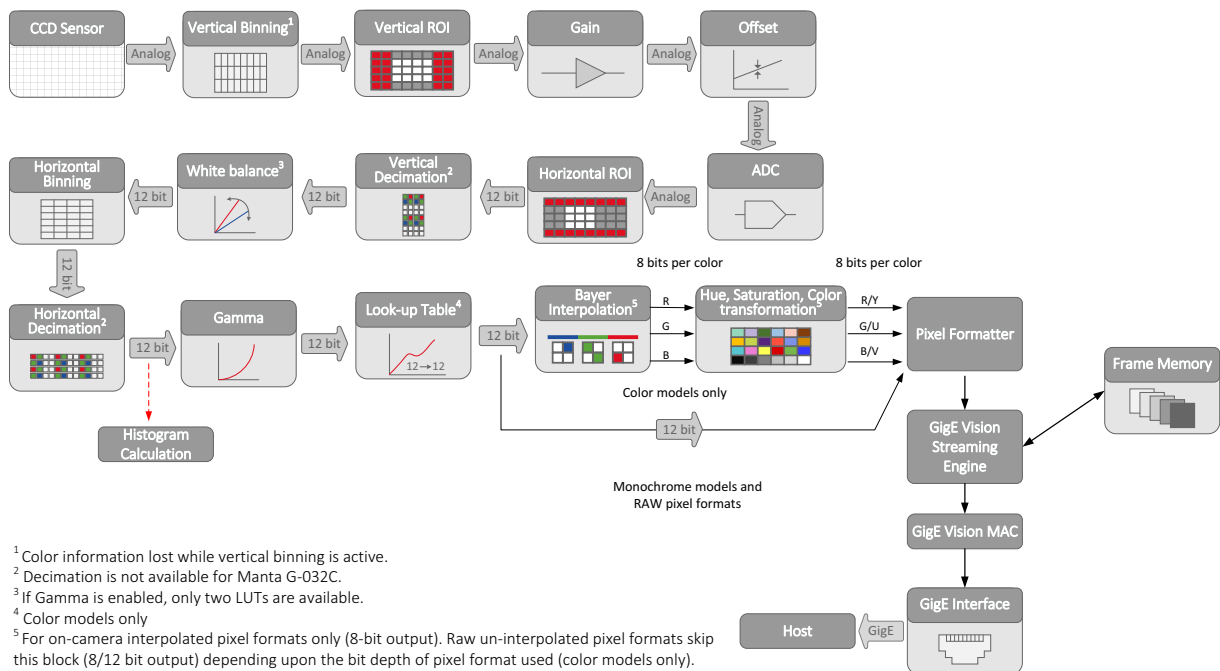 CCD Sensor
Analog
Vertical Binning1
Analog
Vertical ROI
Analog
Gain
Analog
Offset
Analog
Horizontal
Binning
12 bit
White balance3
12 bit
Vertical
Decimation2
12 bit
Horizontal ROI
Analog
ADC
12 bit
8 bits per color
8 bits per color
Horizontal
Decimation2
12 bit
Gamma
12 bit
Look-up Table4
12→12
12 bit
Bayer
Interpolation5
R
G
B
Hue, Saturation, Color
transformation5
R/Y
G/U
B/V
Pixel Formatter
Frame Memory
Color models only
12 bit
Histogram
Calculation
GigE Vision
Streaming
Engine
Monochrome models and
RAW pixel formats
GigE Vision MAC
GigE Interface
GigE
Host
1 Color information lost while vertical binning is active.
2 Decimation is not available for Manta G-032C.
3 If Gamma is enabled, only two LUTs are available.
4 Color models only
5 For on-camera interpolated pixel formats only (8-bit output). Raw un-interpolated pixel formats skip
this block (8/12 bit output) depending upon the bit depth of pixel format used (color models only).